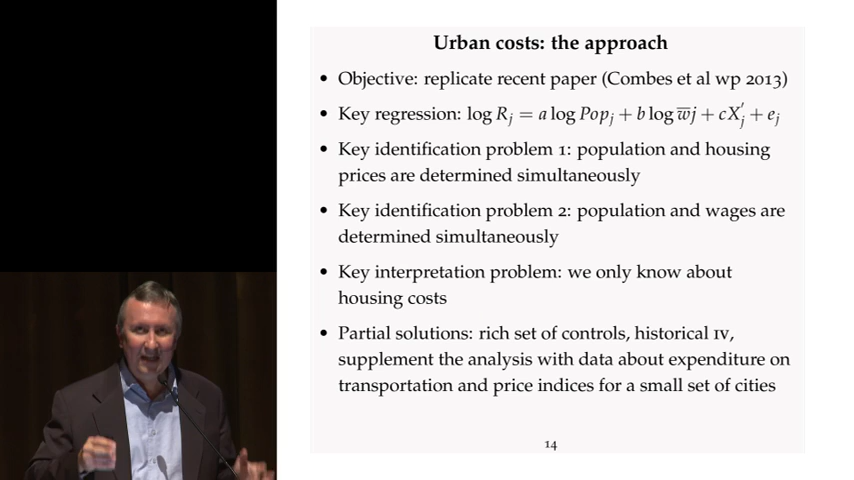 Urban costs: the approach
• Objective: replicate recent paper (Combes et al wp 2013)
• Key regression: log R_j = a log Pop_j + b log w̅j + cX′_j + e_j
• Key identification problem 1: population and housing
prices are determined simultaneously
• Key identification problem 2: population and wages are
determined simultaneously
• Key interpretation problem: we only know about
housing costs
• Partial solutions: rich set of controls, historical IV,
supplement the analysis with data about expenditure on
transportation and price indices for a small set of cities
14